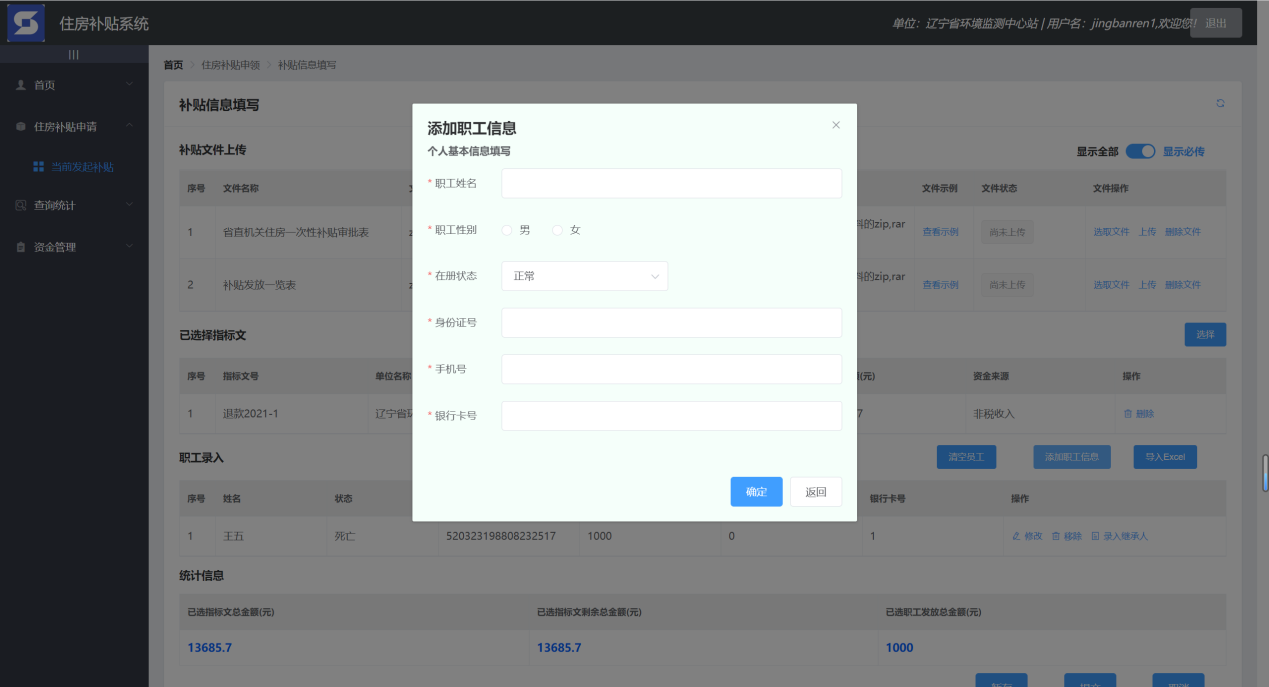 住房补贴系统
单位：辽宁省环境监测中心站 | 用户名：jingbanren1,欢迎您!
退出
首页
住房补贴申请
当前发起补贴
查询统计
资金管理
首页 > 住房补贴申领 > 补贴信息填写
补贴信息填写
补贴文件上传
显示全部 显示必传
序号 文件名称 文件示例 文件状态 文件操作
1 省直机关住房一次性补贴审批表 料的zip,rar 查看示例 尚未上传 选取文件 上传 删除文件
2 补贴发放一览表 料的zip,rar 查看示例 尚未上传 选取文件 上传 删除文件
已选择指标文
选择
序号 指标文号 单位名称 (元) 资金来源 操作
1 退款2021-1 辽宁省环 7 非税收入 删除
职工录入
清空员工 添加职工信息 导入Excel
序号 姓名 状态 银行卡号 操作
1 王五 死亡 520323198808232517 1000 0 1 修改 移除 录入继承人
统计信息
已选指标文总金额(元) 已选指标文剩余总金额(元) 已选职工发放总金额(元)
13685.7 13685.7 1000
添加职工信息
个人基本信息填写
* 职工姓名
* 职工性别 男 女
* 在册状态 正常
* 身份证号
* 手机号
* 银行卡号
确定 返回